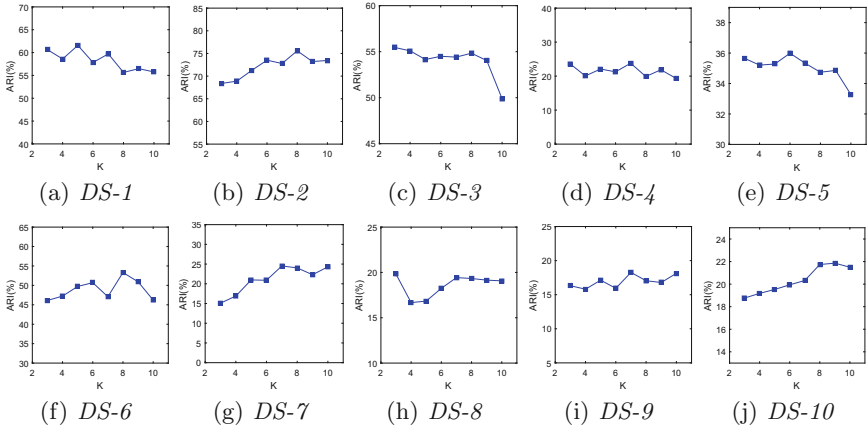 70
65
60
55
50
45
40
ARI(%)
2 4 6 8 10
K
(a) DS-1
85
80
75
70
65
60
55
ARI(%)
2 4 6 8 10
K
(b) DS-2
60
55
50
45
ARI(%)
2 4 6 8 10
K
(c) DS-3
40
30
20
10
0
ARI(%)
2 4 6 8 10
K
(d) DS-4
38
36
34
32
30
ARI(%)
2 4 6 8 10
K
(e) DS-5
65
60
55
50
45
40
35
30
ARI(%)
2 4 6 8 10
K
(f) DS-6
35
30
25
20
15
10
5
0
ARI(%)
2 4 6 8 10
K
(g) DS-7
25
20
15
10
ARI(%)
2 4 6 8 10
K
(h) DS-8
25
20
15
10
5
ARI(%)
2 4 6 8 10
K
(i) DS-9
24
22
20
18
16
14
ARI(%)
2 4 6 8 10
K
(j) DS-10